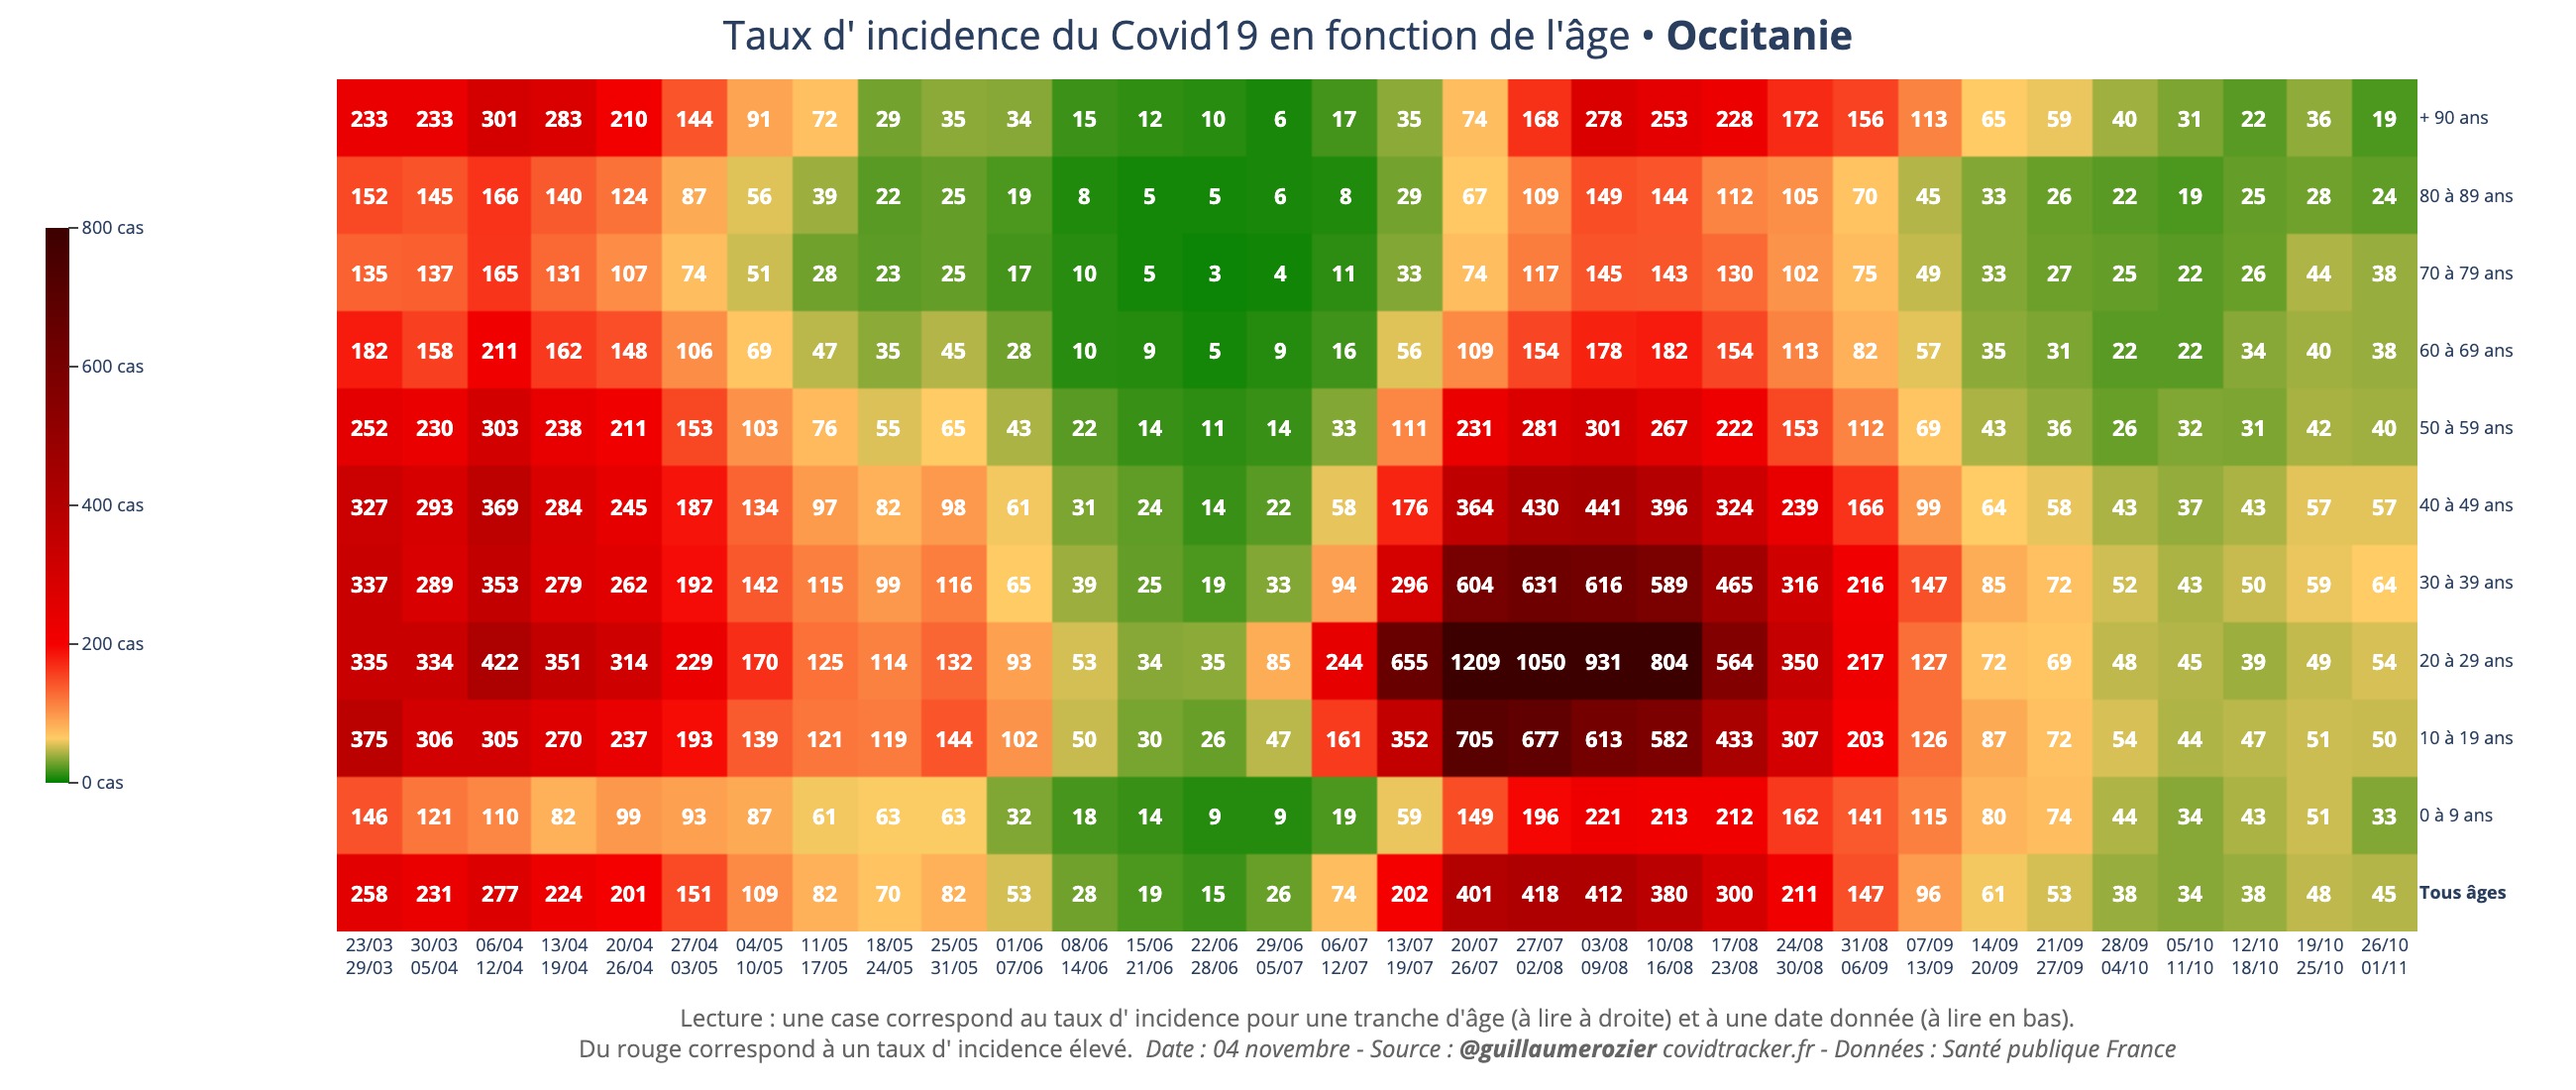 Taux d' incidence du Covid19 en fonction de l'âge • Occitanie
800 cas
600 cas
400 cas
200 cas
0 cas
233 233 301 283 210 144 91 72 29 35 34 15 12 10 6 17 35 74 168 278 253 228 172 156 113 65 59 40 31 22 36 19 + 90 ans
152 145 166 140 124 87 56 39 22 25 19 8 5 5 6 8 29 67 109 149 144 112 105 70 45 33 26 22 19 25 28 24 80 à 89 ans
135 137 165 131 107 74 51 28 23 25 17 10 5 3 4 11 33 74 117 145 143 130 102 75 49 33 27 25 22 26 44 38 70 à 79 ans
182 158 211 162 148 106 69 47 35 45 28 10 9 5 9 16 56 109 154 178 182 154 113 82 57 35 31 22 22 34 40 38 60 à 69 ans
252 230 303 238 211 153 103 76 55 65 43 22 14 11 14 33 111 231 281 301 267 222 153 112 69 43 36 26 32 31 42 40 50 à 59 ans
327 293 369 284 245 187 134 97 82 98 61 31 24 14 22 58 176 364 430 441 396 324 239 166 99 64 58 43 37 43 57 57 40 à 49 ans
337 289 353 279 262 192 142 115 99 116 65 39 25 19 33 94 296 604 631 616 589 465 316 216 147 85 72 52 43 50 59 64 30 à 39 ans
335 334 422 351 314 229 170 125 114 132 93 53 34 35 85 244 655 1209 1050 931 804 564 350 217 127 72 69 48 45 39 49 54 20 à 29 ans
375 306 305 270 237 193 139 121 119 144 102 50 30 26 47 161 352 705 677 613 582 433 307 203 126 87 72 54 44 47 51 50 10 à 19 ans
146 121 110 82 99 93 87 61 63 63 32 18 14 9 9 19 59 149 196 221 213 212 162 141 115 80 74 44 34 43 51 33 0 à 9 ans
258 231 277 224 201 151 109 82 70 82 53 28 19 15 26 74 202 401 418 412 380 300 211 147 96 61 53 38 34 38 48 45 Tous âges
23/03 30/03 06/04 13/04 20/04 27/04 04/05 11/05 18/05 25/05 01/06 08/06 15/06 22/06 29/06 06/07 13/07 20/07 27/07 03/08 10/08 17/08 24/08 31/08 07/09 14/09 21/09 28/09 05/10 12/10 19/10 26/10
29/03 05/04 12/04 19/04 26/04 03/05 10/05 17/05 24/05 31/05 07/06 14/06 21/06 28/06 05/07 12/07 19/07 26/07 02/08 09/08 16/08 23/08 30/08 06/09 13/09 20/09 27/09 04/10 11/10 18/10 25/10 01/11
Lecture : une case correspond au taux d' incidence pour une tranche d'âge (à lire à droite) et à une date donnée (à lire en bas).
Du rouge correspond à un taux d' incidence élevé. Date : 04 novembre - Source : @guillaumerozier covidtracker.fr - Données : Santé publique France